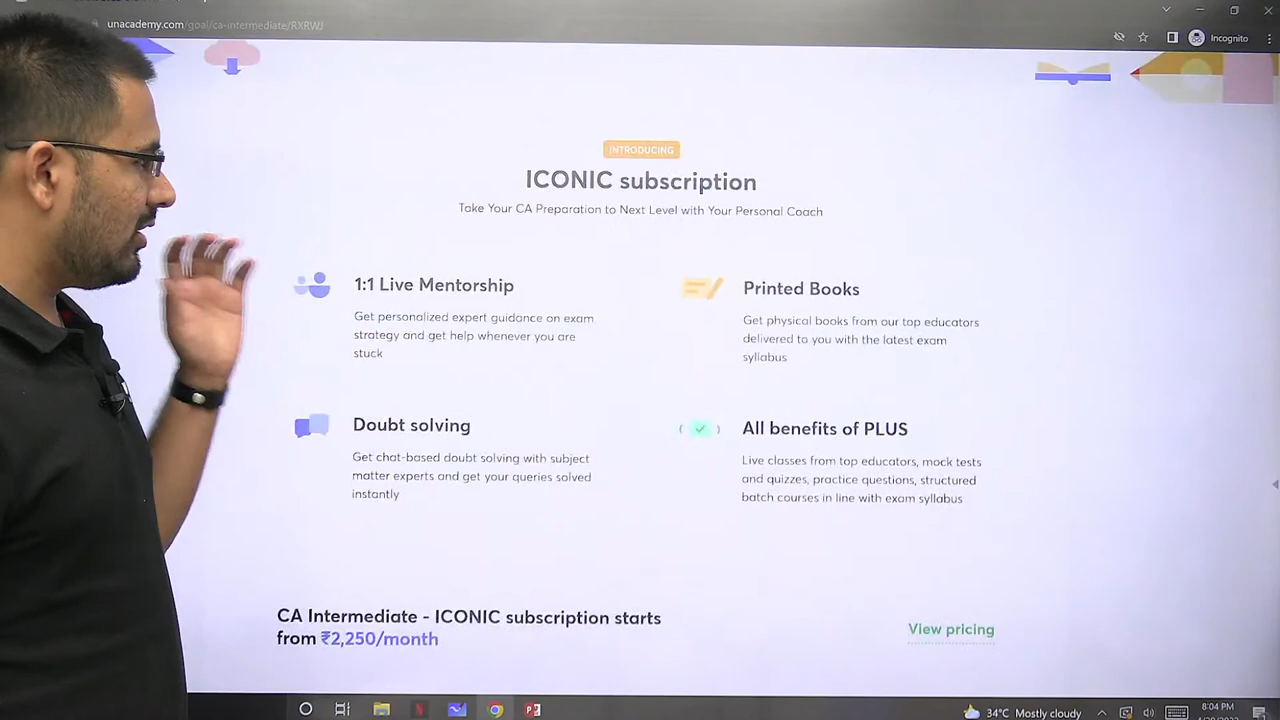 unacademy.com/goal/ca-intermediate/RXRWJ
Incognito
INTRODUCING
ICONIC subscription
Take Your CA Preparation to Next Level with Your Personal Coach
1:1 Live Mentorship
Get personalized expert guidance on exam
strategy and get help whenever you are
stuck
Printed Books
Get physical books from our top educators
delivered to you with the latest exam
syllabus
Doubt solving
Get chat-based doubt solving with subject
matter experts and get your queries solved
instantly
All benefits of PLUS
Live classes from top educators, mock tests
and quizzes, practice questions, structured
batch courses in line with exam syllabus
CA Intermediate - ICONIC subscription starts
from ₹2,250/month
View pricing
34°C Mostly cloudy
8:04 PM